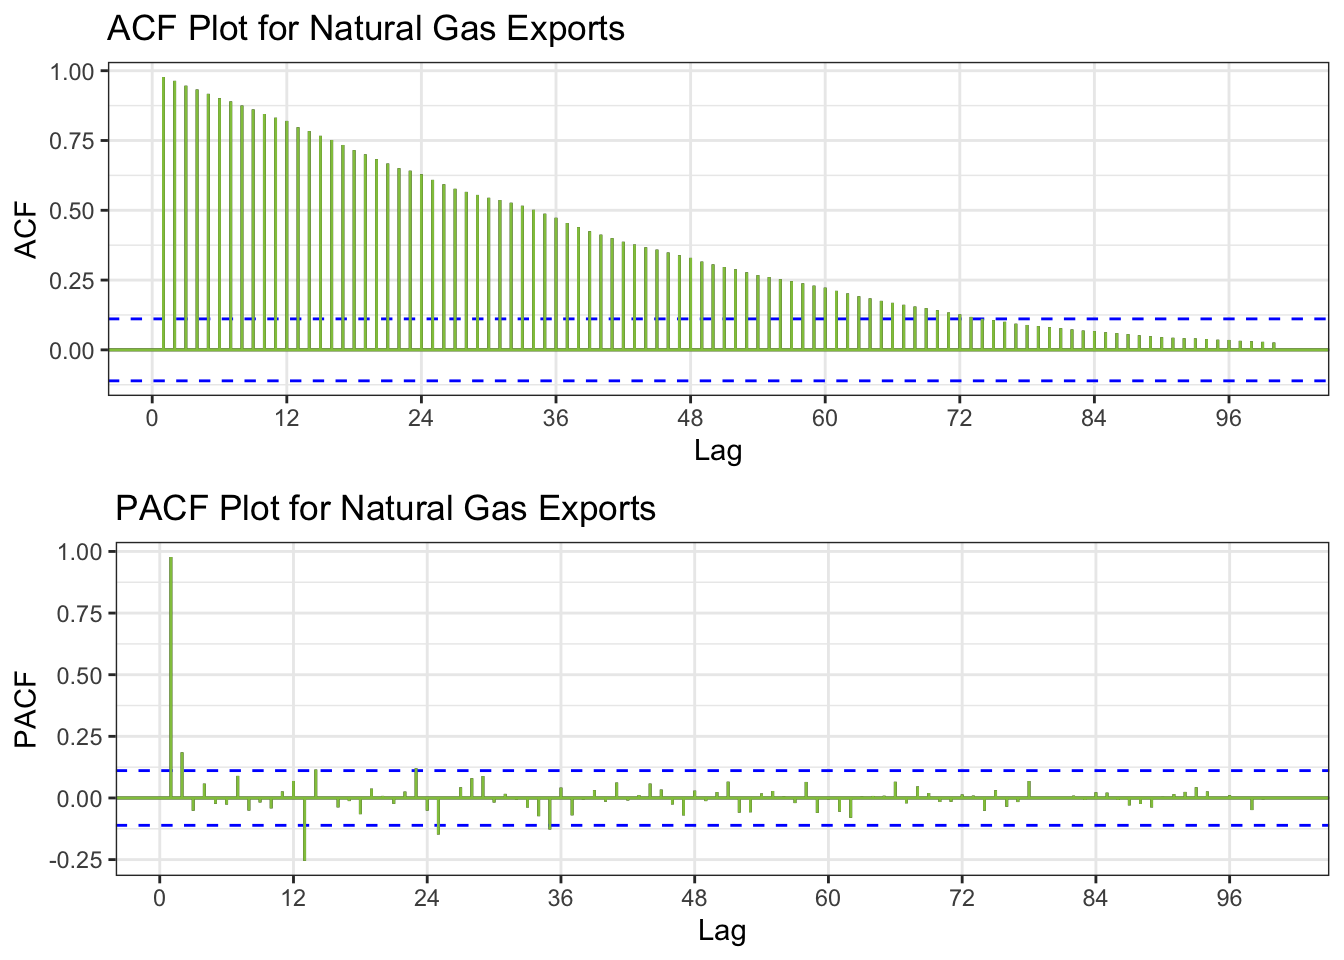 ACF Plot for Natural Gas Exports
1.00
0.75
0.50
0.25
0.00
ACF
0 12 24 36 48 60 72 84 96
Lag
PACF Plot for Natural Gas Exports
1.00
0.75
0.50
0.25
0.00
-0.25
PACF
0 12 24 36 48 60 72 84 96
Lag